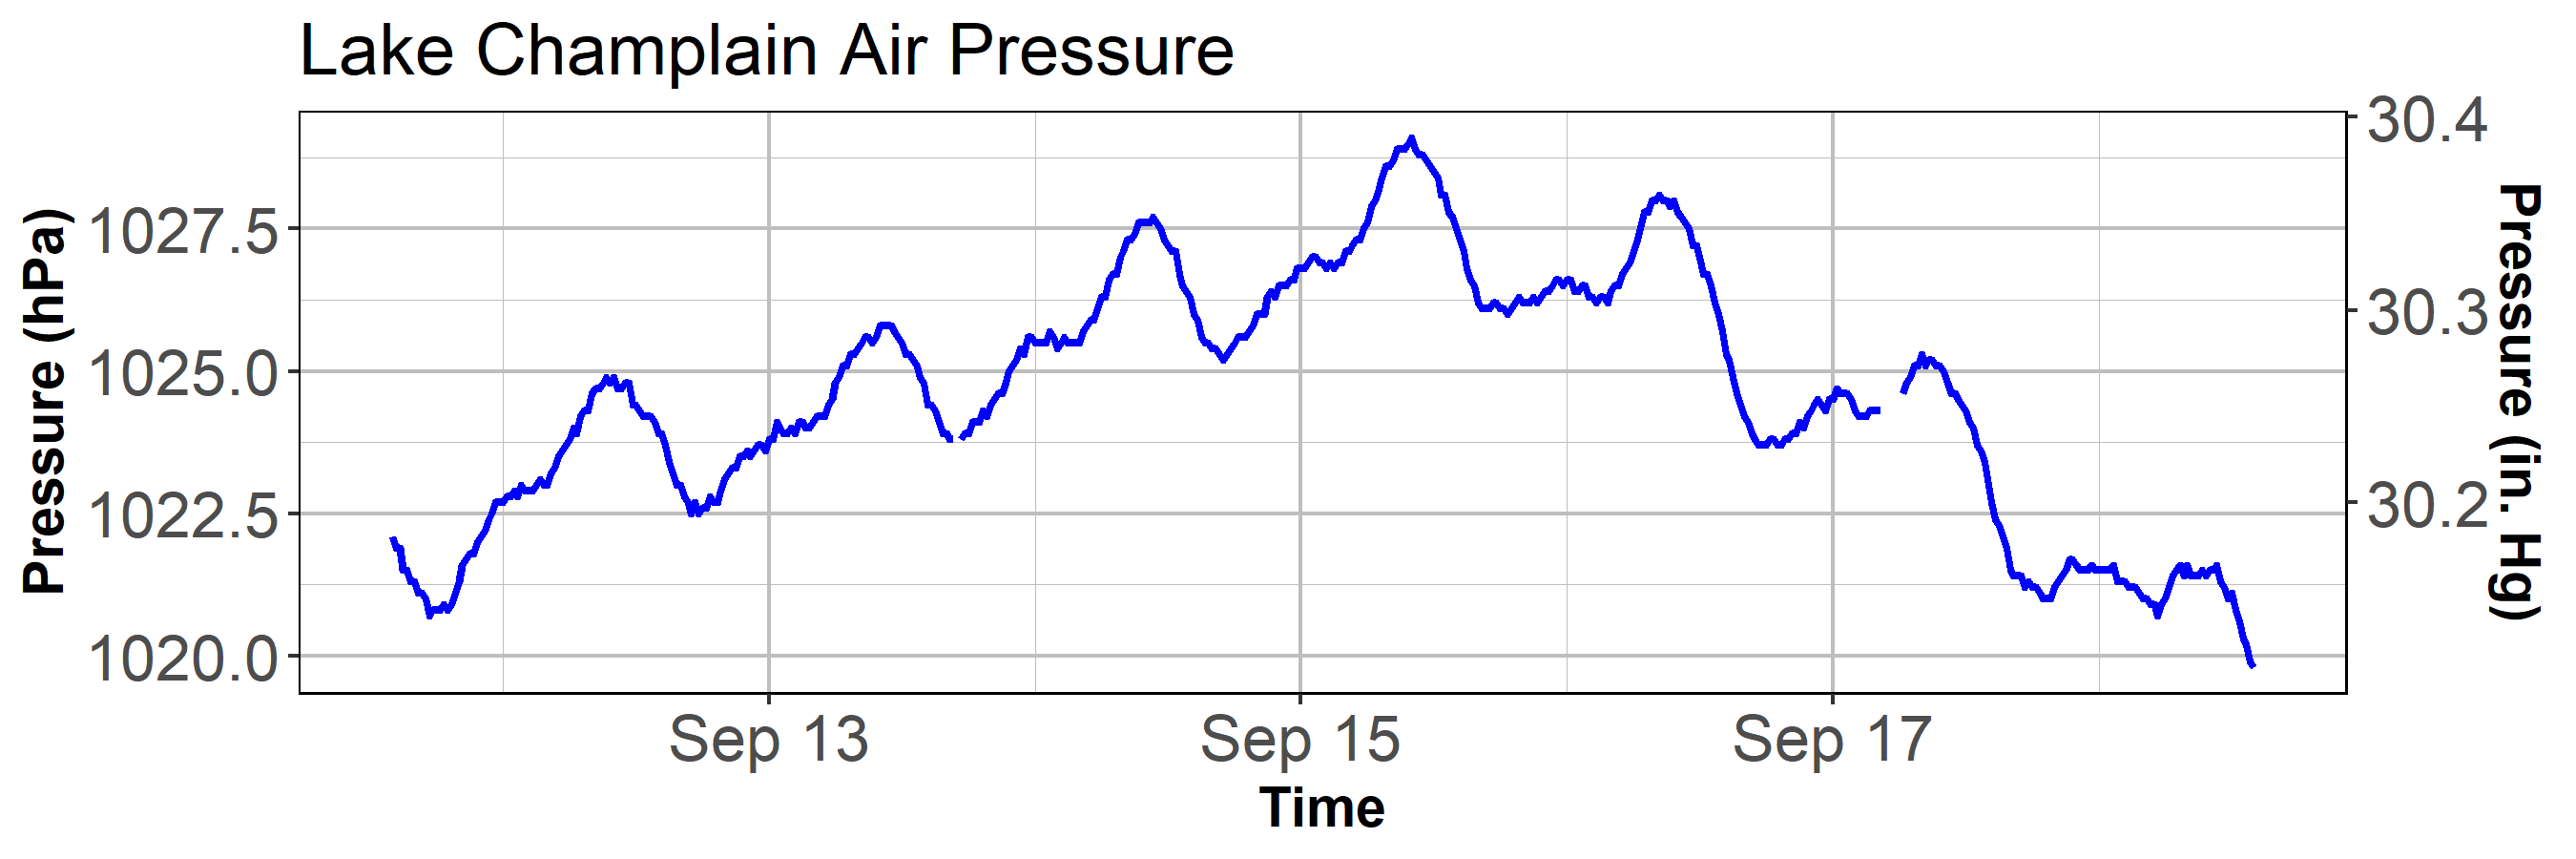 Lake Champlain Air Pressure
Pressure (hPa)
1027.5
1025.0
1022.5
1020.0
30.4
30.3
30.2
Pressure (in. Hg)
Sep 13
Sep 15
Sep 17
Time